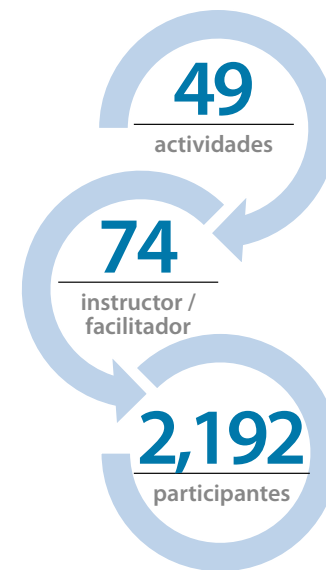 49
actividades
74
instructor /
facilitador
2,192
participantes